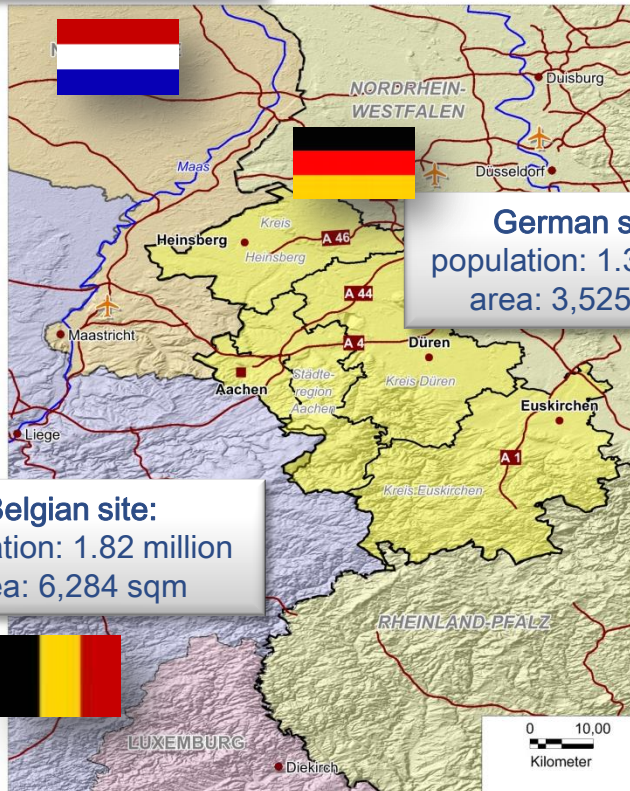 Duisburg
NORDRHEIN-
WESTFALEN
Maas
Düsseldorf
German s
population: 1.3
area: 3,525
Kreis
Heinsberg
Heinsberg
A 46
A 44
Maastricht
A 4
Düren
Aachen
Städte-
region
Aachen
Kreis Düren
Euskirchen
Liège
A 1
Kreis Euskirchen
Belgian site:
ation: 1.82 million
ea: 6,284 sqm
RHEINLAND-PFALZ
LUXEMBURG
Diekirch
0 10,00
Kilometer